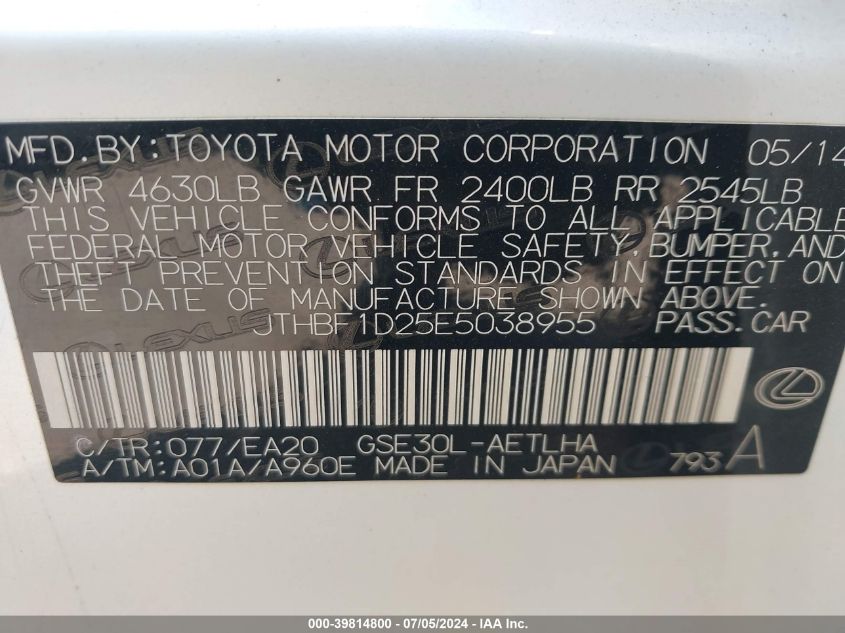 MFD. BY: TOYOTA MOTOR CORPORATION 05/14
GVWR 4630LB GAWR FR 2400LB RR 2545LB
THIS VEHICLE CONFORMS TO ALL APPLICABLE
FEDERAL MOTOR VEHICLE SAFETY, BUMPER, AND
THEFT PREVENTION STANDARDS IN EFFECT ON
THE DATE OF MANUFACTURE SHOWN ABOVE.
JTHBF1D25E5038955 PASS. CAR
C/TR: 077/EA20 GSE30L-AETLHA
A/TM: A01A/A960E MADE IN JAPAN 793 A
LEXUS
LEXUS
LEXUS
000-39814800 - 07/05/2024 - IAA Inc.